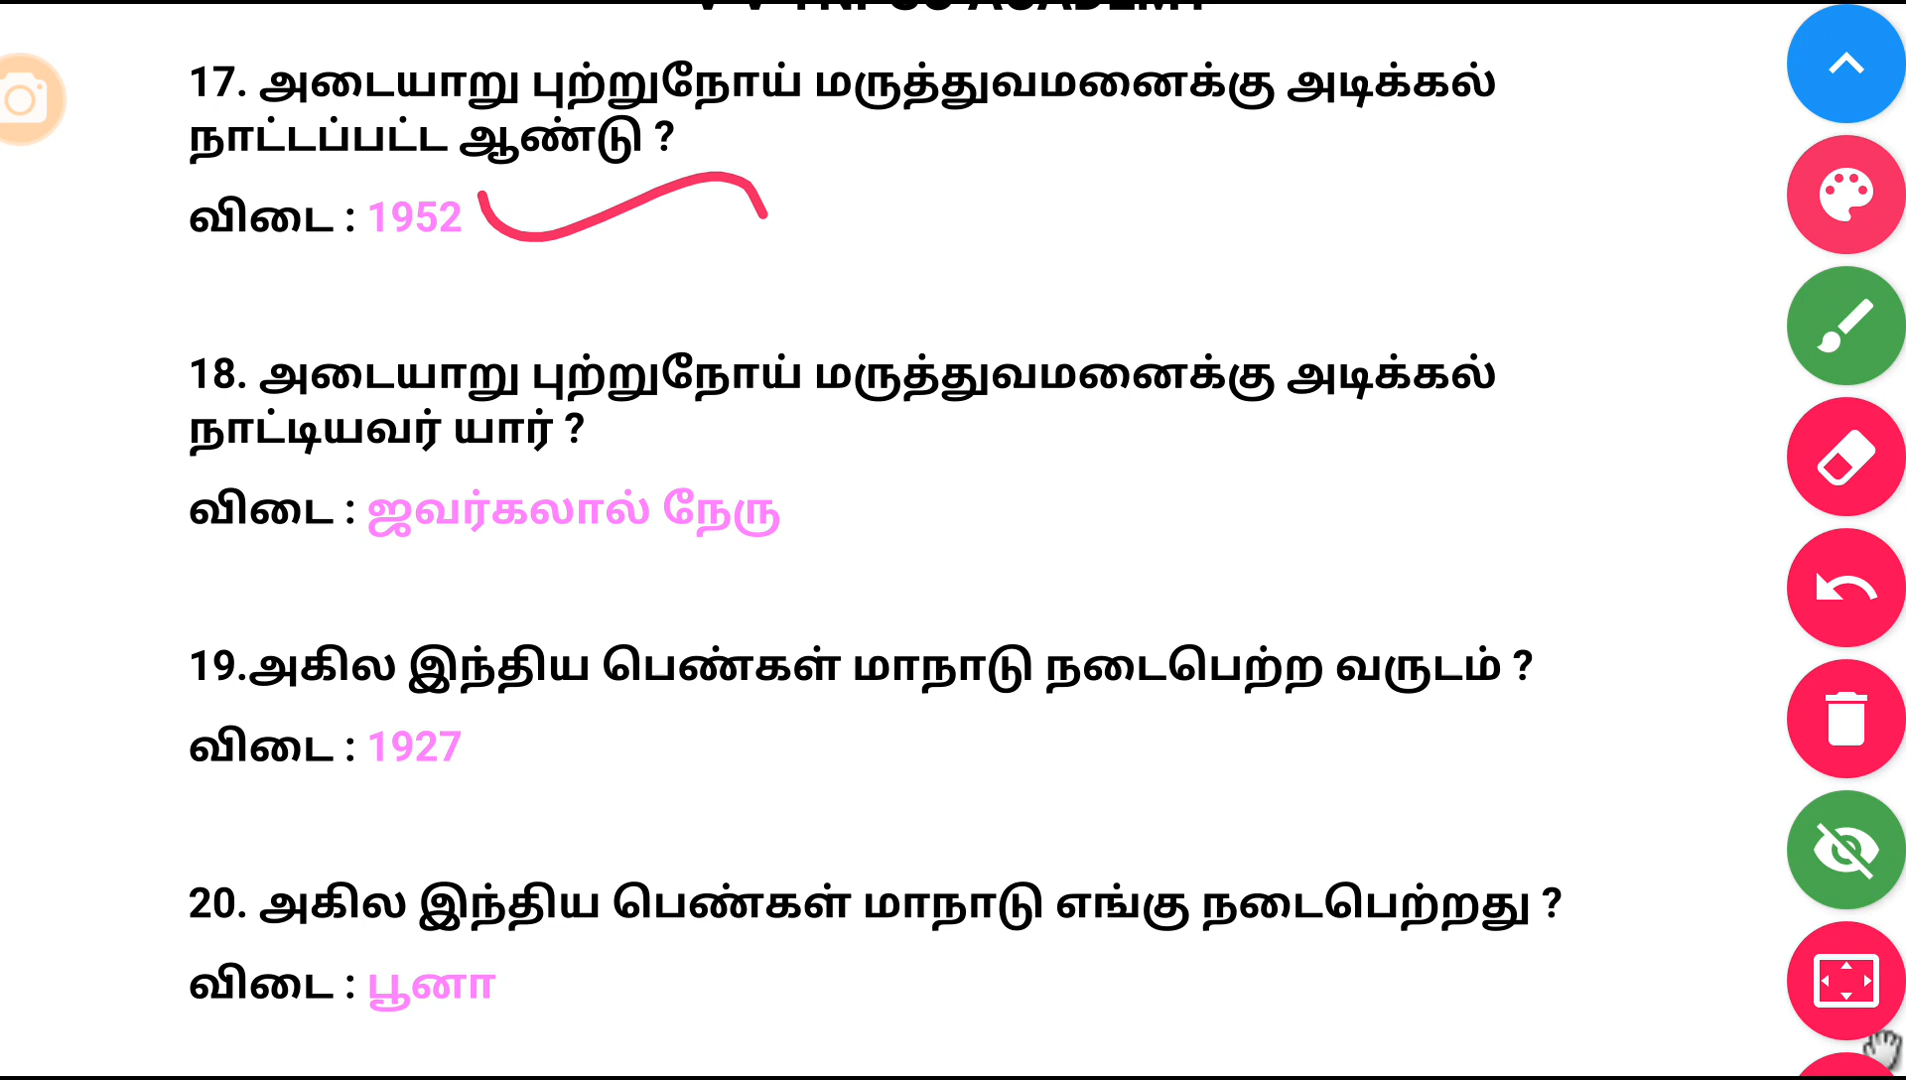 17. அடையாறு புற்றுநோய் மருத்துவமனைக்கு அடிக்கல்
நாட்டப்பட்ட ஆண்டு ?
விடை : 1952
18. அடையாறு புற்றுநோய் மருத்துவமனைக்கு அடிக்கல்
நாட்டியவர் யார் ?
விடை : ஜவர்கலால் நேரு
19.அகில இந்திய பெண்கள் மாநாடு நடைபெற்ற வருடம் ?
விடை : 1927
20. அகில இந்திய பெண்கள் மாநாடு எங்கு நடைபெற்றது ?
விடை : பூனா